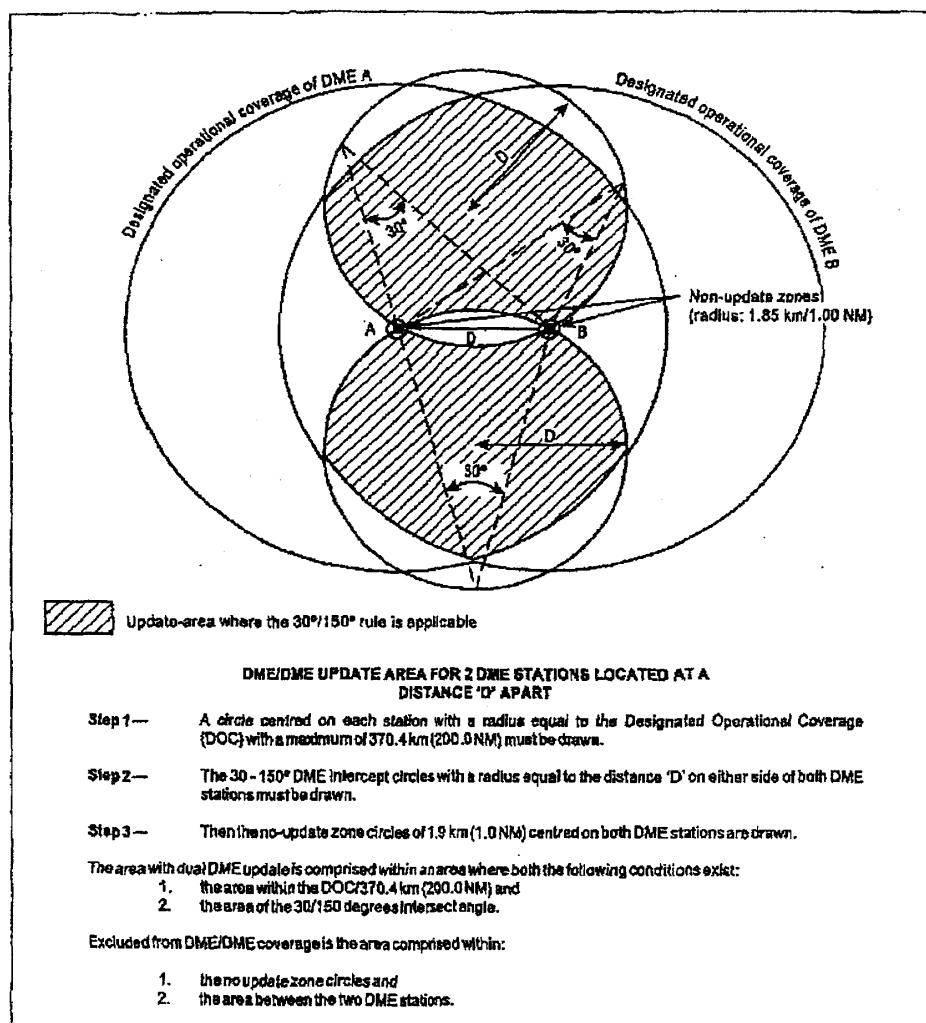 Designated operational coverage of DME A
Designated operational coverage of DME B
D
30°
30°
Non-update zones
(radius: 1.85 km/1.00 NM)
A
B
D
D
30°
Update-area where the 30°/150° rule is applicable
DME/DME UPDATE AREA FOR 2 DME STATIONS LOCATED AT A
DISTANCE 'D' APART
Step 1— A circle centred on each station with a radius equal to the Designated Operational Coverage
(DOC) with a maximum of 370.4 km (200.0 NM) must be drawn.
Step 2— The 30 - 150° DME intercept circles with a radius equal to the distance 'D' on either side of both DME
stations must be drawn.
Step 3— Then the no-update zone circles of 1.9 km (1.0 NM) centred on both DME stations are drawn.
The area with dual DME update is comprised within an area where both the following conditions exist:
1. the area within the DOC/370.4 km (200.0 NM) and
2. the area of the 30/150 degrees intersect angle.
Excluded from DME/DME coverage is the area comprised within:
1. the no update zone circles and
2. the area between the two DME stations.